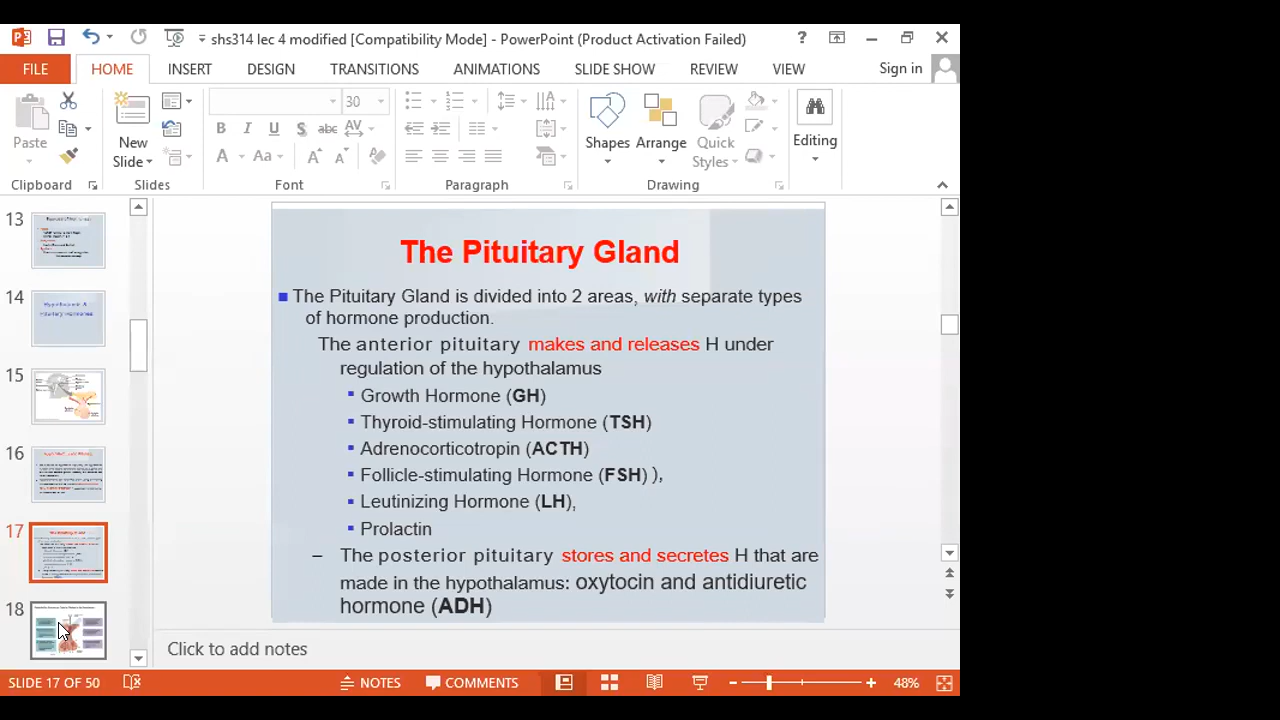 shs314 lec 4 modified [Compatibility Mode] - PowerPoint (Product Activation Failed)
FILE HOME INSERT DESIGN TRANSITIONS ANIMATIONS SLIDE SHOW REVIEW VIEW Sign in
30
Paste New Slide Shapes Arrange Quick Styles Editing
B I U S abc AV
A Aa A A
Clipboard Slides Font Paragraph Drawing
13
14
Hypothalamus &
Pituitary Hormones
15
16
17
18
The Pituitary Gland
The Pituitary Gland is divided into 2 areas, with separate types
of hormone production.
The anterior pituitary makes and releases H under
regulation of the hypothalamus
Growth Hormone (GH)
Thyroid-stimulating Hormone (TSH)
Adrenocorticotropin (ACTH)
Follicle-stimulating Hormone (FSH) ),
Leutinizing Hormone (LH),
Prolactin
– The posterior pituitary stores and secretes H that are
made in the hypothalamus: oxytocin and antidiuretic
hormone (ADH)
Click to add notes
SLIDE 17 OF 50 NOTES COMMENTS 48%